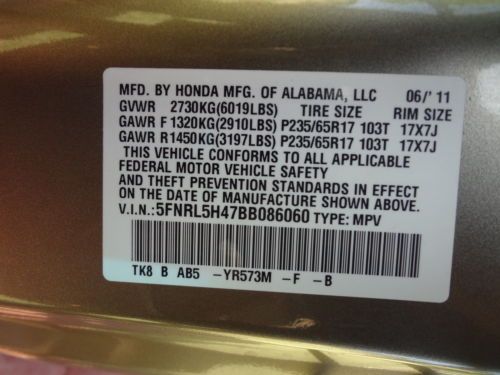 MFD. BY HONDA MFG. OF ALABAMA, LLC 06/' 11
GVWR 2730KG(6019LBS) TIRE SIZE RIM SIZE
GAWR F 1320KG(2910LBS) P235/65R17 103T 17X7J
GAWR R1450KG(3197LBS) P235/65R17 103T 17X7J
THIS VEHICLE CONFORMS TO ALL APPLICABLE
FEDERAL MOTOR VEHICLE SAFETY
AND THEFT PREVENTION STANDARDS IN EFFECT
ON THE DATE OF MANUFACTURE SHOWN ABOVE.
V.I.N.: 5FNRL5H47BB086060 TYPE: MPV
TK8 B AB5 -YR573M -F -B